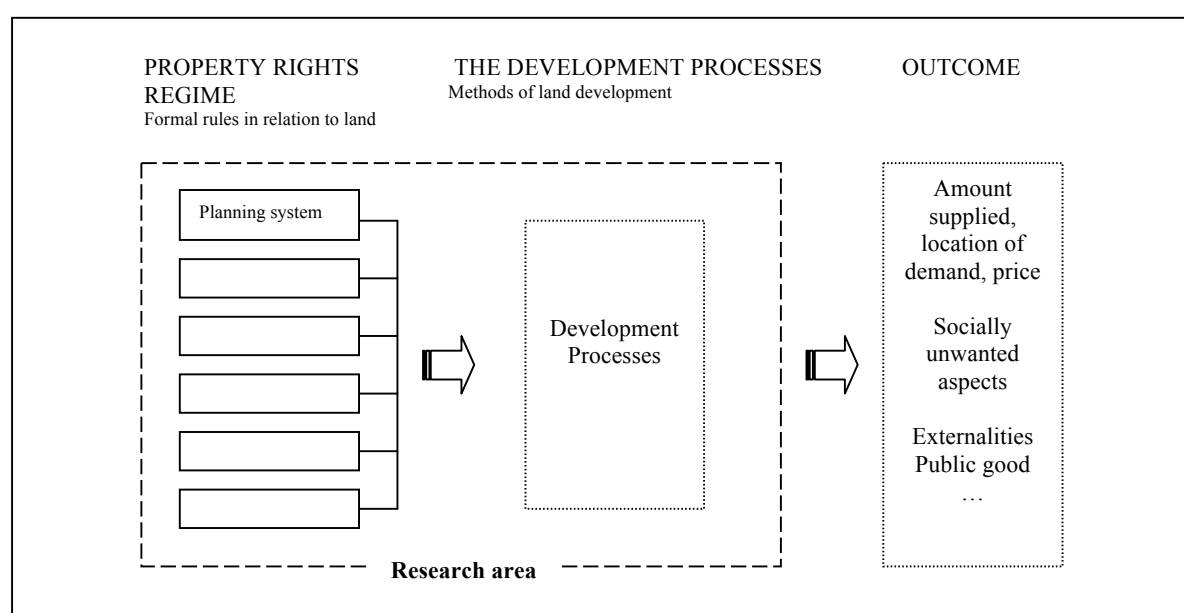 PROPERTY RIGHTS
REGIME
Formal rules in relation to land
THE DEVELOPMENT PROCESSES
Methods of land development
OUTCOME
Planning system
Development
Processes
Amount
supplied,
location of
demand, price
Socially
unwanted
aspects
Externalities
Public good
…
Research area